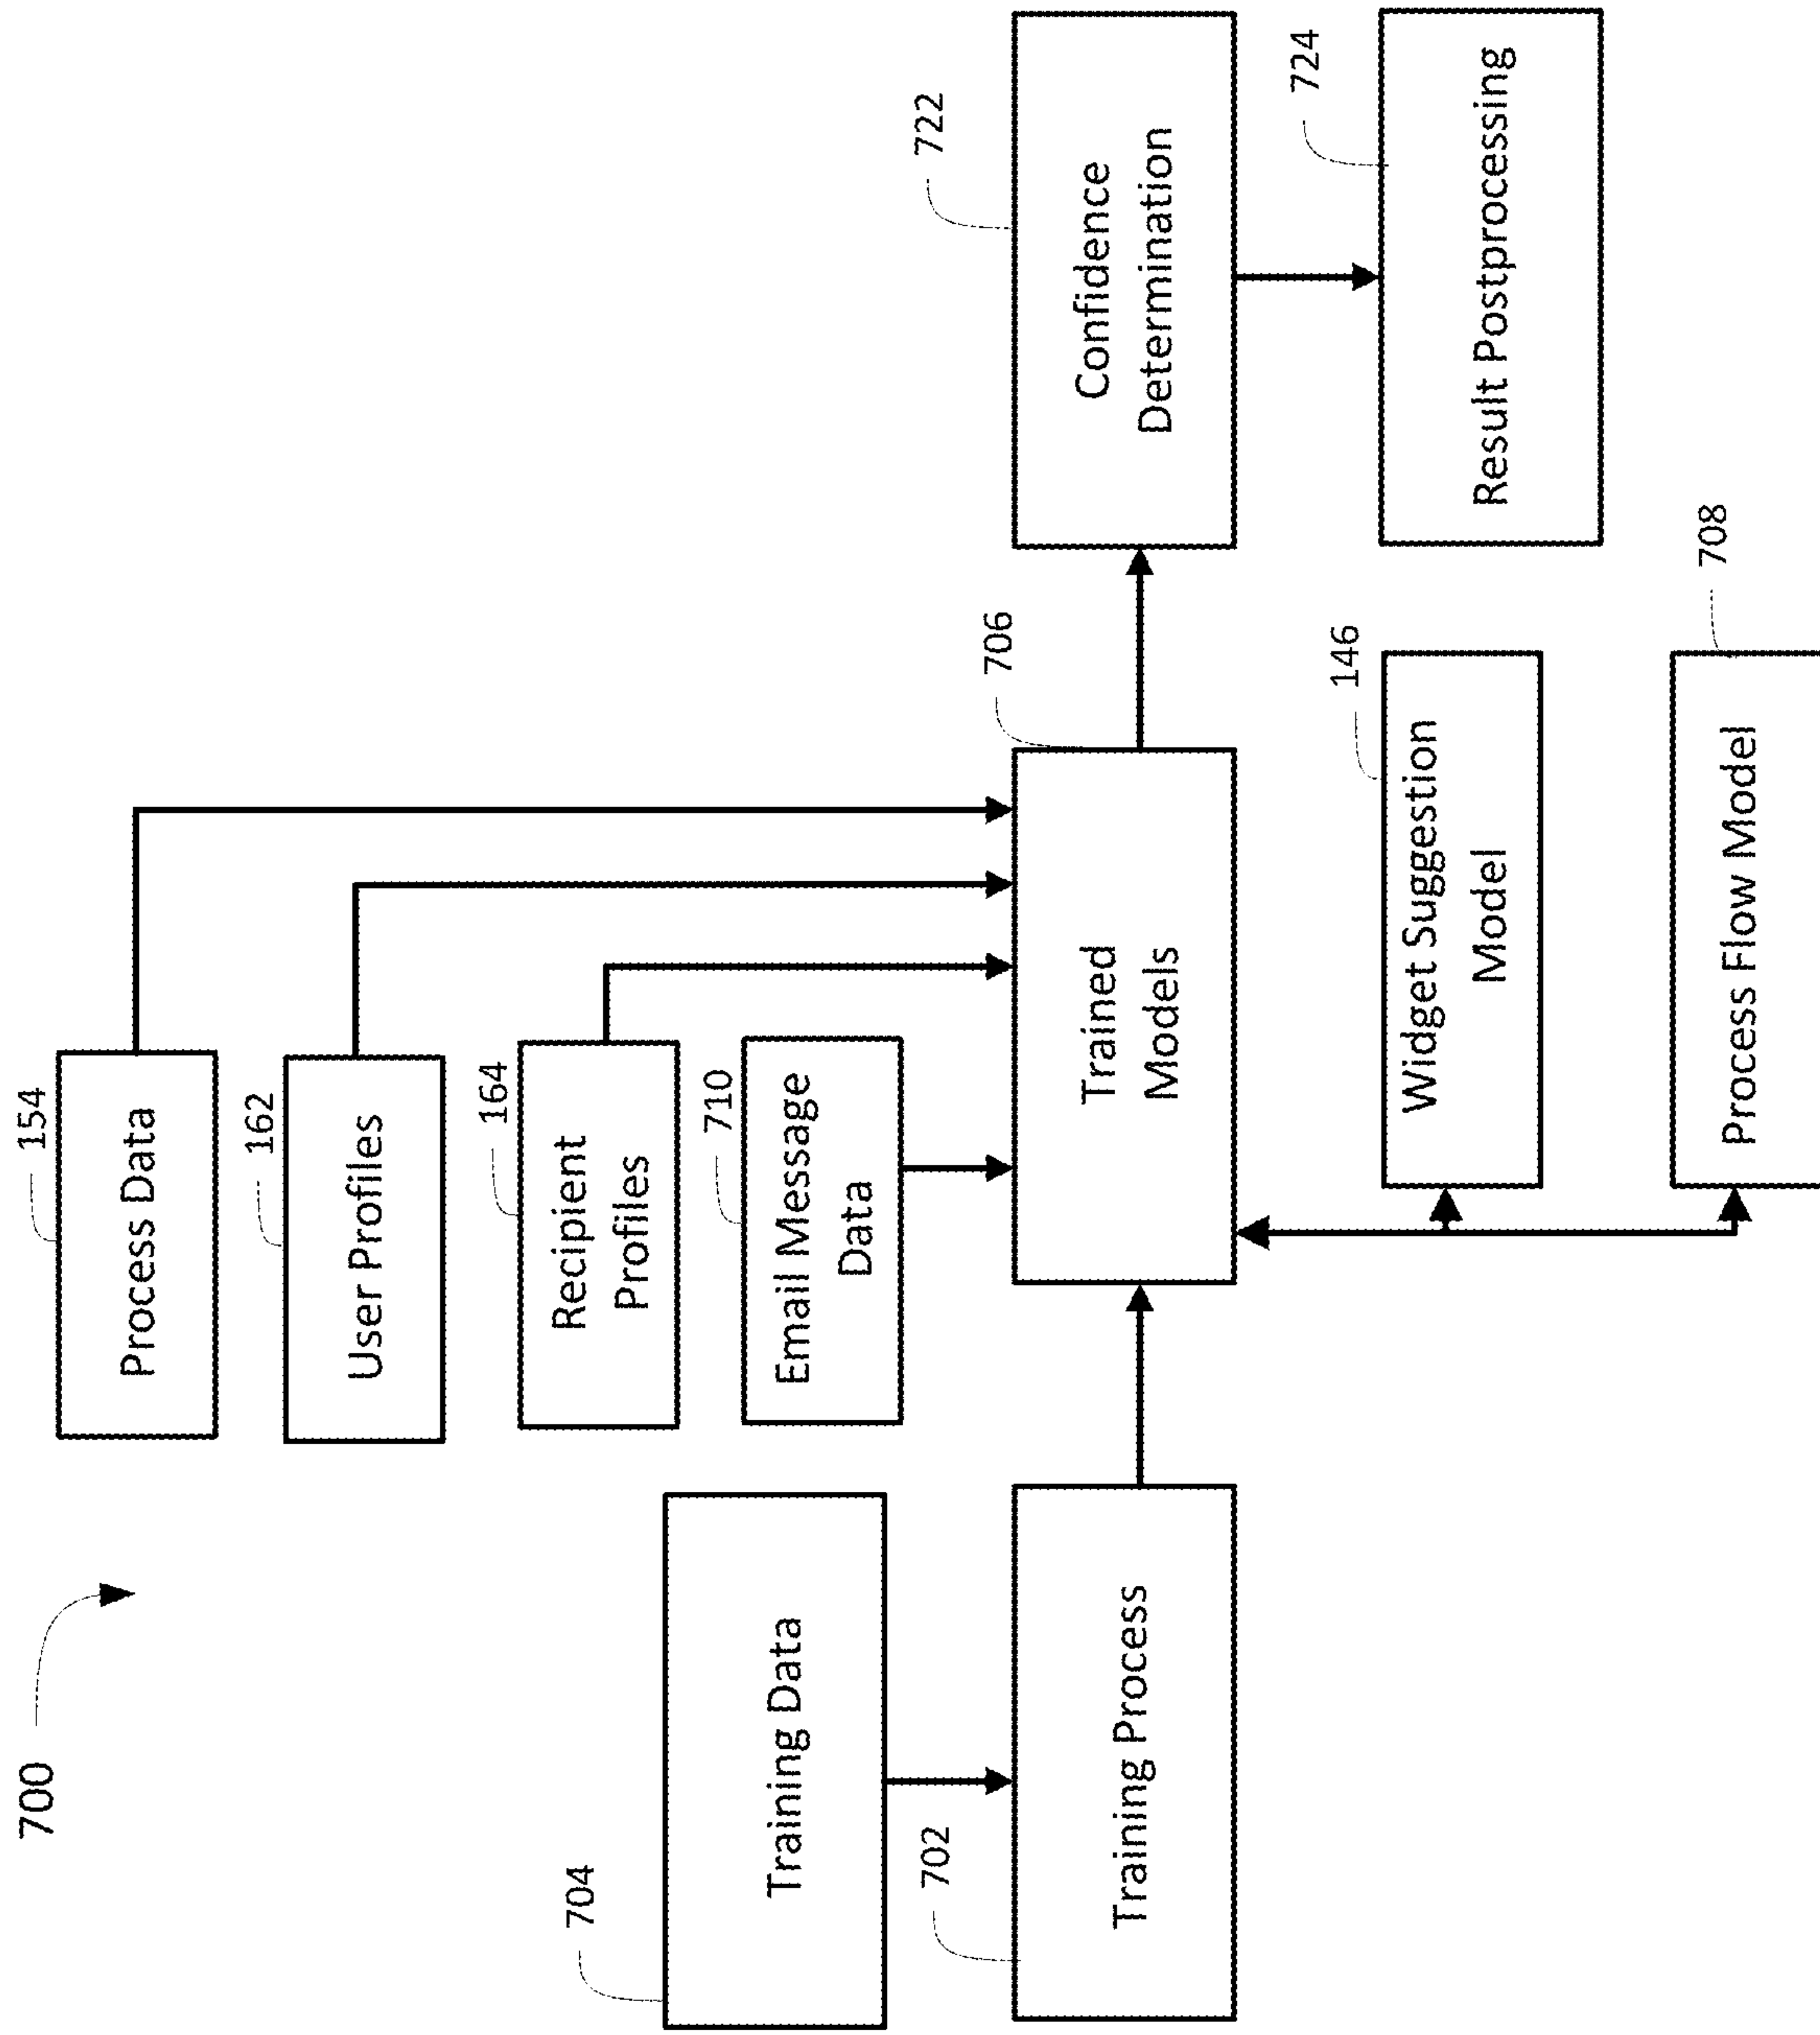 700
154
Process Data
162
User Profiles
164
Recipient
Profiles
710
Email Message
Data
704
Training Data
702
Training Process
706
Trained
Models
722
Confidence
Determination
724
Result Postprocessing
146
Widget Suggestion
Model
708
Process Flow Model